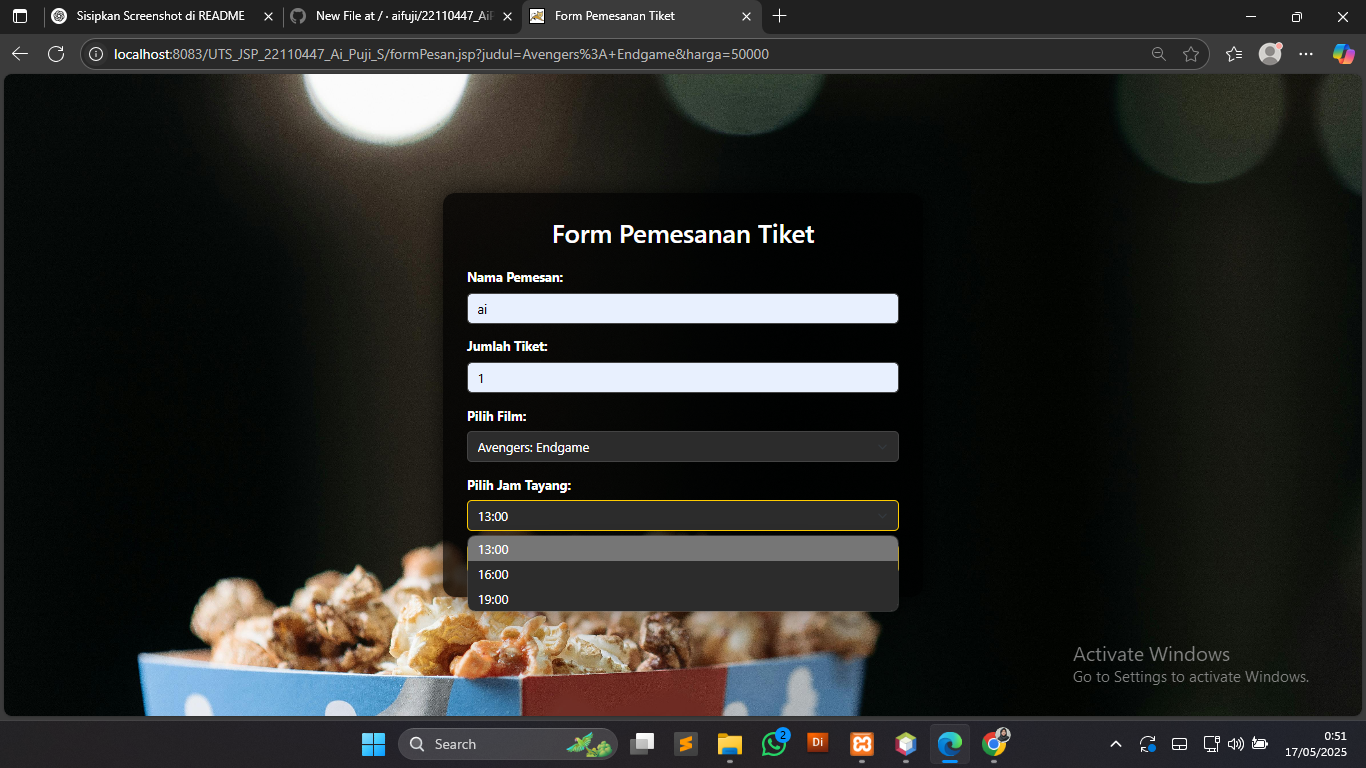 Sisipkan Screenshot di README
New File at / · aifuji/22110447_AiP
Form Pemesanan Tiket
localhost:8083/UTS_JSP_22110447_Ai_Puji_S/formPesan.jsp?judul=Avengers%3A+Endgame&harga=50000
Form Pemesanan Tiket
Nama Pemesan:
ai
Jumlah Tiket:
1
Pilih Film:
Avengers: Endgame
Pilih Jam Tayang:
13:00
13:00
16:00
19:00
Activate Windows
Go to Settings to activate Windows.
Search
2
Di
0:51
17/05/2025